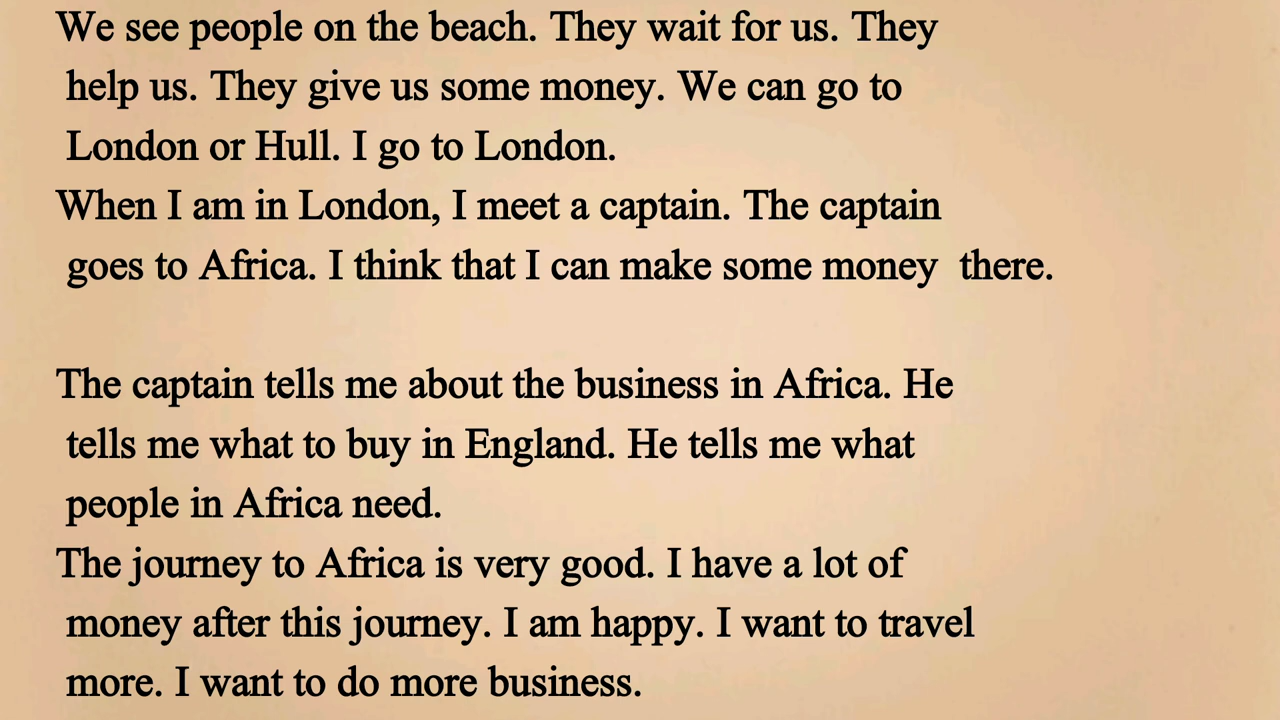 We see people on the beach. They wait for us. They
help us. They give us some money. We can go to
London or Hull. I go to London.
When I am in London, I meet a captain. The captain
goes to Africa. I think that I can make some money there.
The captain tells me about the business in Africa. He
tells me what to buy in England. He tells me what
people in Africa need.
The journey to Africa is very good. I have a lot of
money after this journey. I am happy. I want to travel
more. I want to do more business.